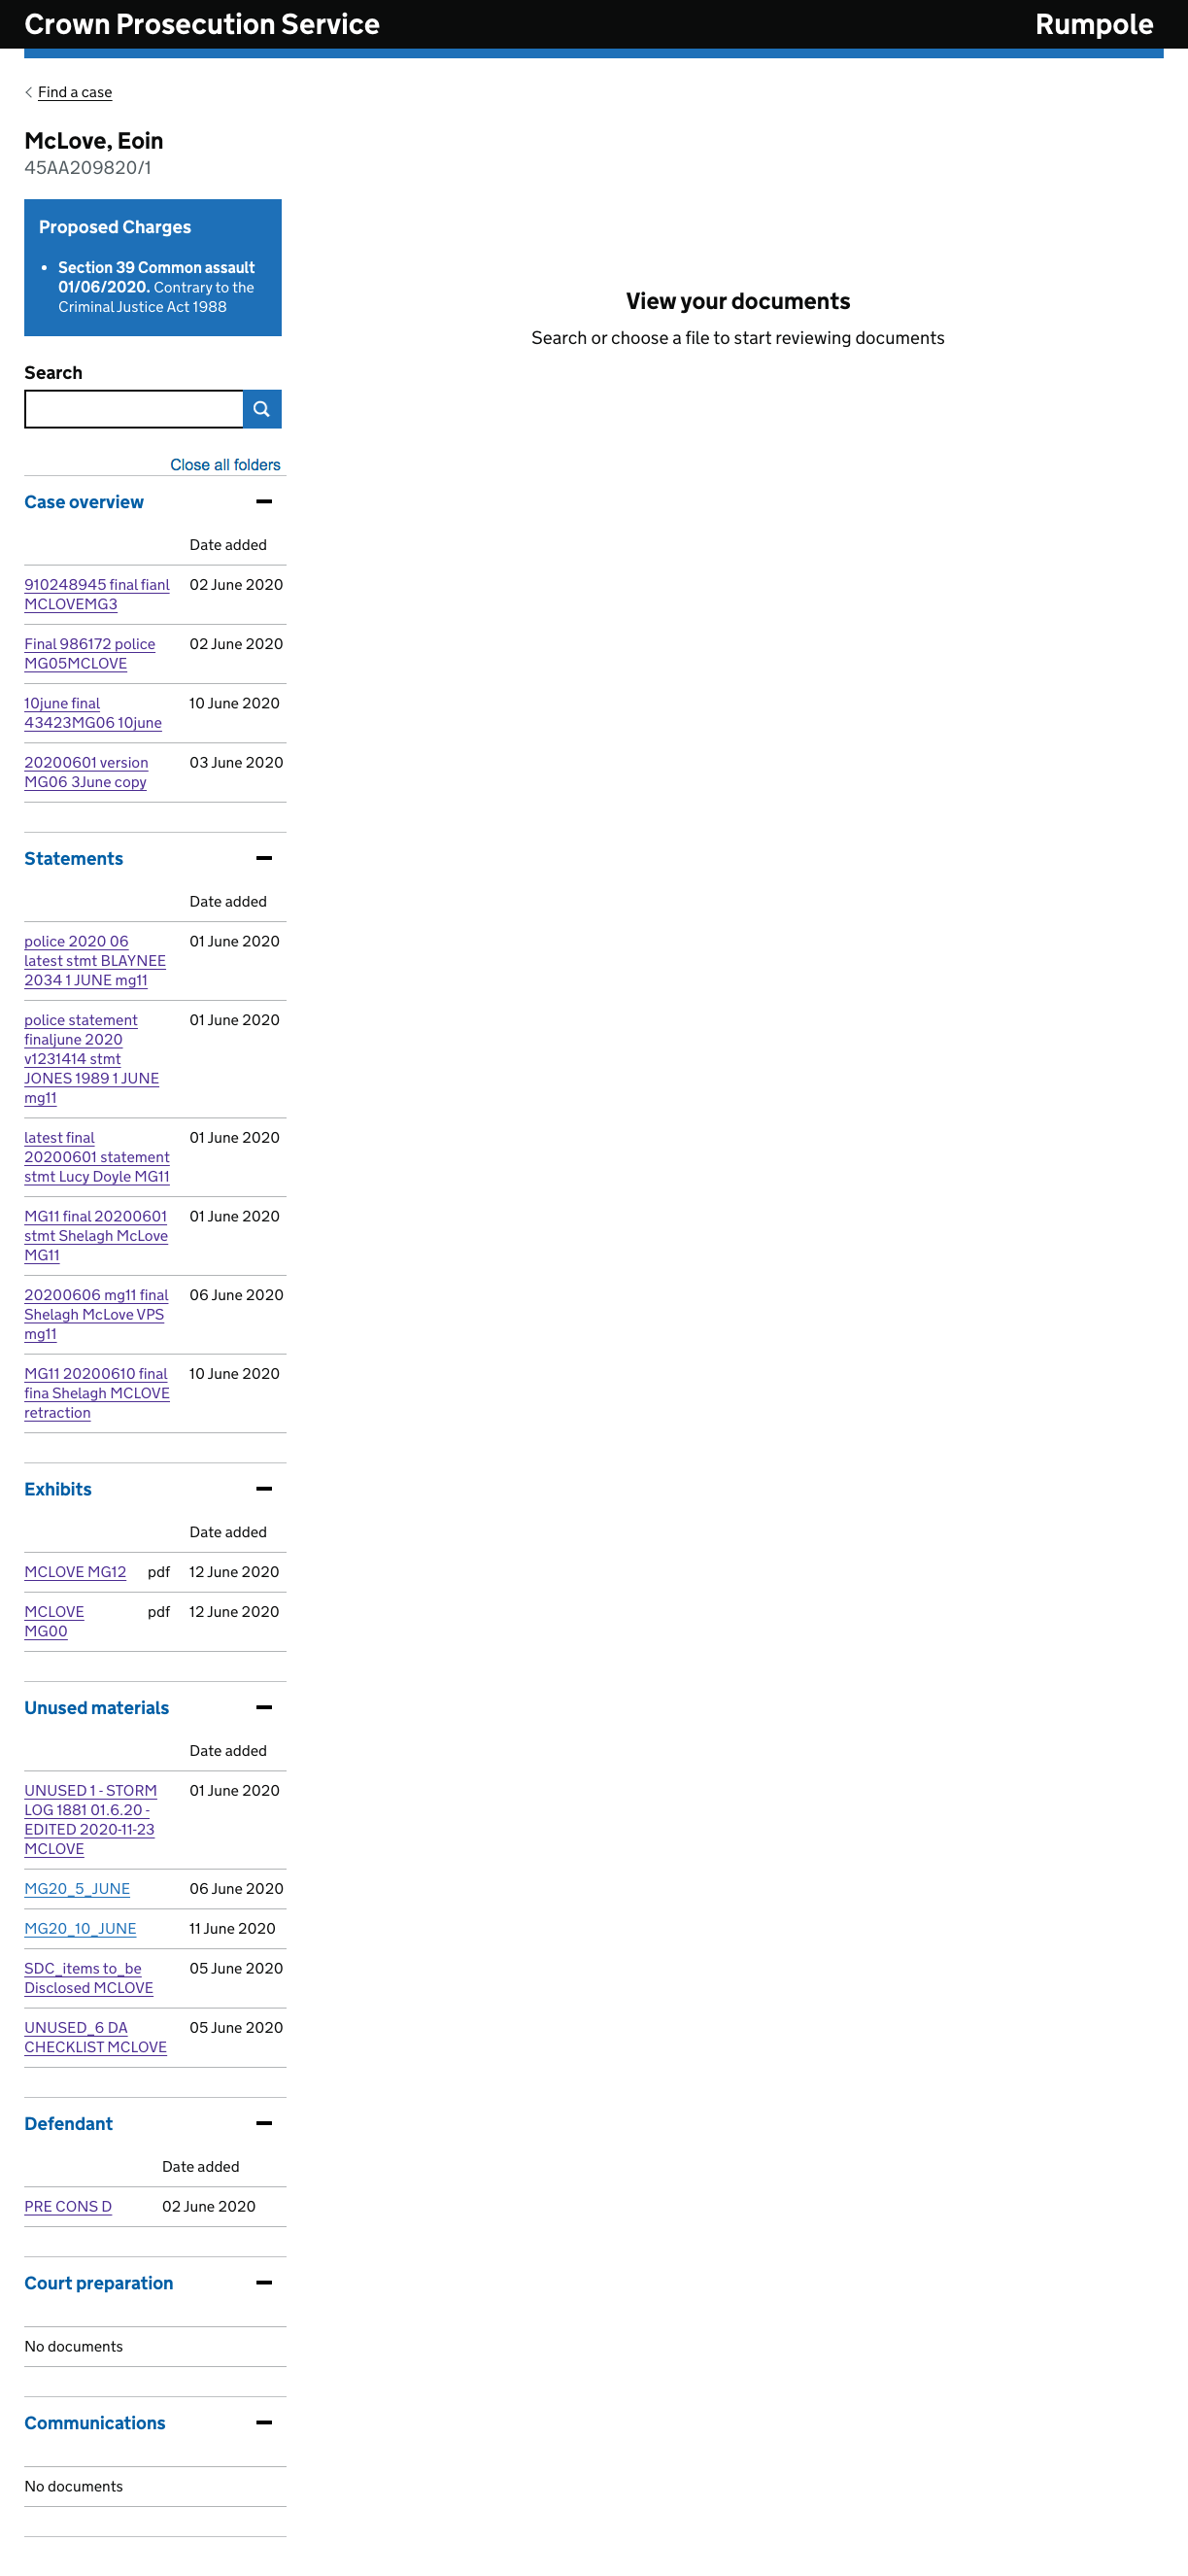 Crown Prosecution Service
Rumpole
Find a case
McLove, Eoin
45AA209820/1
Proposed Charges
• Section 39 Common assault
01/06/2020. Contrary to the
Criminal Justice Act 1988
View your documents
Search or choose a file to start reviewing documents
Search
Close all folders
Case overview
Date added
910248945 final fianl 02 June 2020
MCLOVEMG3
Final 986172 police 02 June 2020
MG05MCLOVE
10june final 10 June 2020
43423MG06 10june
20200601 version 03 June 2020
MG06 3June copy
Statements
Date added
police 2020 06 01 June 2020
latest stmt BLAYNEE
2034 1 JUNE mg11
police statement 01 June 2020
finaljune 2020
v1231414 stmt
JONES 1989 1 JUNE
mg11
latest final 01 June 2020
20200601 statement
stmt Lucy Doyle MG11
MG11 final 20200601 01 June 2020
stmt Shelagh McLove
MG11
20200606 mg11 final 06 June 2020
Shelagh McLove VPS
mg11
MG11 20200610 final 10 June 2020
fina Shelagh MCLOVE
retraction
Exhibits
Date added
MCLOVE MG12 pdf 12 June 2020
MCLOVE pdf 12 June 2020
MG00
Unused materials
Date added
UNUSED 1 - STORM 01 June 2020
LOG 1881 01.6.20 -
EDITED 2020-11-23
MCLOVE
MG20_5_JUNE 06 June 2020
MG20_10_JUNE 11 June 2020
SDC_items to_be 05 June 2020
Disclosed MCLOVE
UNUSED_6 DA 05 June 2020
CHECKLIST MCLOVE
Defendant
Date added
PRE CONS D 02 June 2020
Court preparation
No documents
Communications
No documents